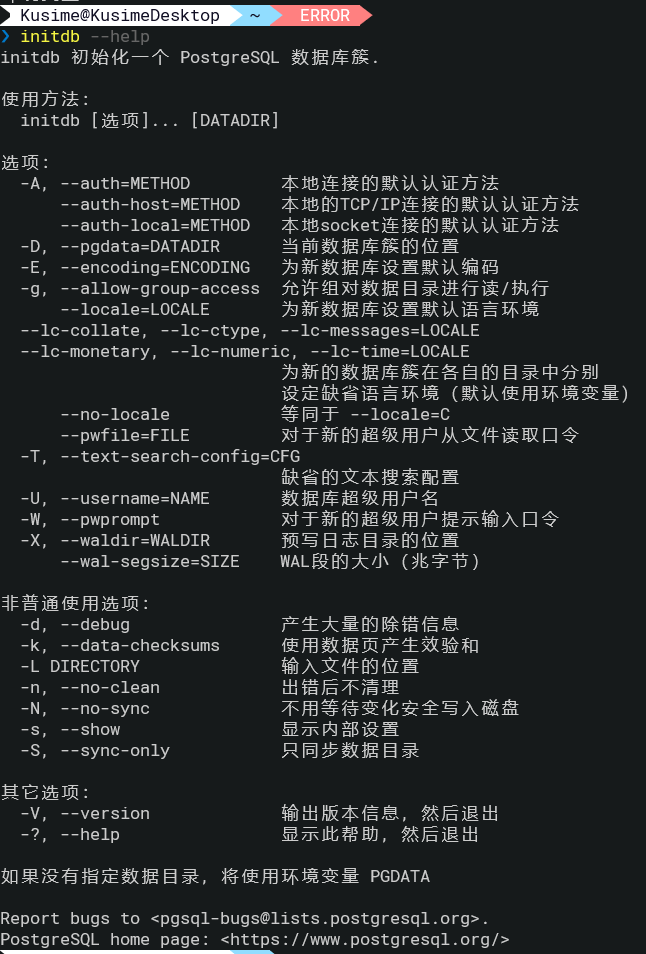 Kusime@KusimeDesktop ~ ERROR
❯ initdb --help
initdb 初始化一个 PostgreSQL 数据库簇.
使用方法:
initdb [选项]... [DATADIR]
选项:
-A, --auth=METHOD 本地连接的默认认证方法
--auth-host=METHOD 本地的TCP/IP连接的默认认证方法
--auth-local=METHOD 本地socket连接的默认认证方法
-D, --pgdata=DATADIR 当前数据库簇的位置
-E, --encoding=ENCODING 为新数据库设置默认编码
-g, --allow-group-access 允许组对数据目录进行读/执行
--locale=LOCALE 为新数据库设置默认语言环境
--lc-collate, --lc-ctype, --lc-messages=LOCALE
--lc-monetary, --lc-numeric, --lc-time=LOCALE
为新的数据库簇在各自的目录中分别
设定缺省语言环境（默认使用环境变量)
--no-locale 等同于 --locale=C
--pwfile=FILE 对于新的超级用户从文件读取口令
-T, --text-search-config=CFG
缺省的文本搜索配置
-U, --username=NAME 数据库超级用户名
-W, --pwprompt 对于新的超级用户提示输入口令
-X, --waldir=WALDIR 预写日志目录的位置
--wal-segsize=SIZE WAL段的大小（兆字节）
非普通使用选项:
-d, --debug 产生大量的除错信息
-k, --data-checksums 使用数据页产生效验和
-L DIRECTORY 输入文件的位置
-n, --no-clean 出错后不清理
-N, --no-sync 不用等待变化安全写入磁盘
-s, --show 显示内部设置
-S, --sync-only 只同步数据目录
其它选项:
-V, --version 输出版本信息, 然后退出
-?, --help 显示此帮助, 然后退出
如果没有指定数据目录, 将使用环境变量 PGDATA
Report bugs to <pgsql-bugs@lists.postgresql.org>.
PostgreSQL home page: <https://www.postgresql.org/>